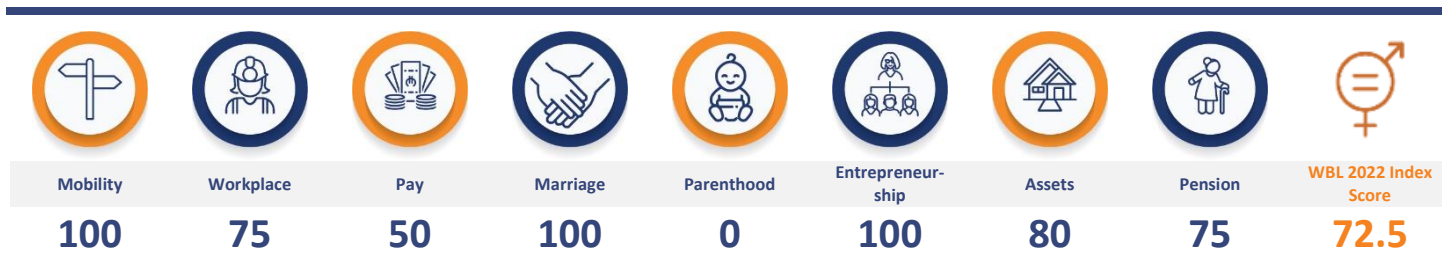 Mobility
Workplace
Pay
Marriage
Parenthood
Entrepreneur-
ship
Assets
Pension
WBL 2022 Index
Score
100
75
50
100
0
100
80
75
72.5